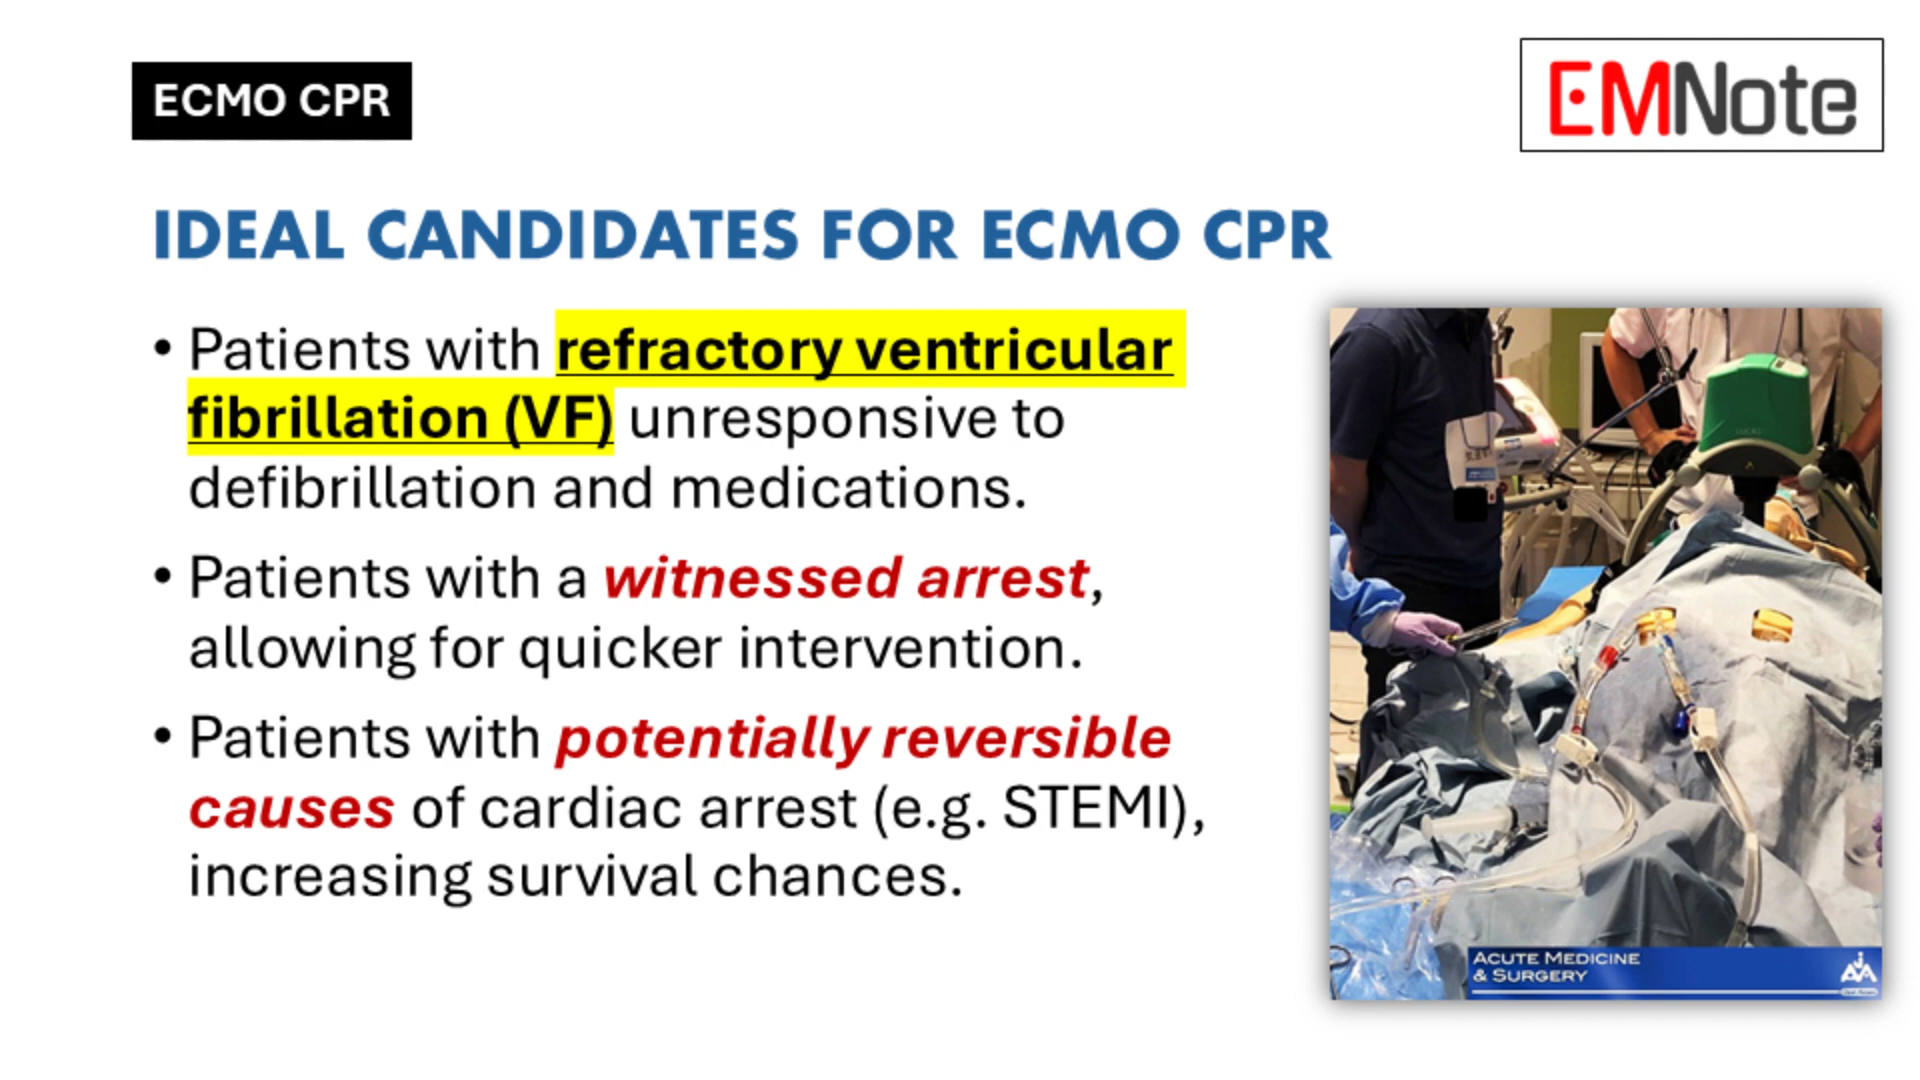 ECMO CPR
EMNote
IDEAL CANDIDATES FOR ECMO CPR
• Patients with refractory ventricular
fibrillation (VF) unresponsive to
defibrillation and medications.
• Patients with a witnessed arrest,
allowing for quicker intervention.
• Patients with potentially reversible
causes of cardiac arrest (e.g. STEMI),
increasing survival chances.
ACUTE MEDICINE
& SURGERY